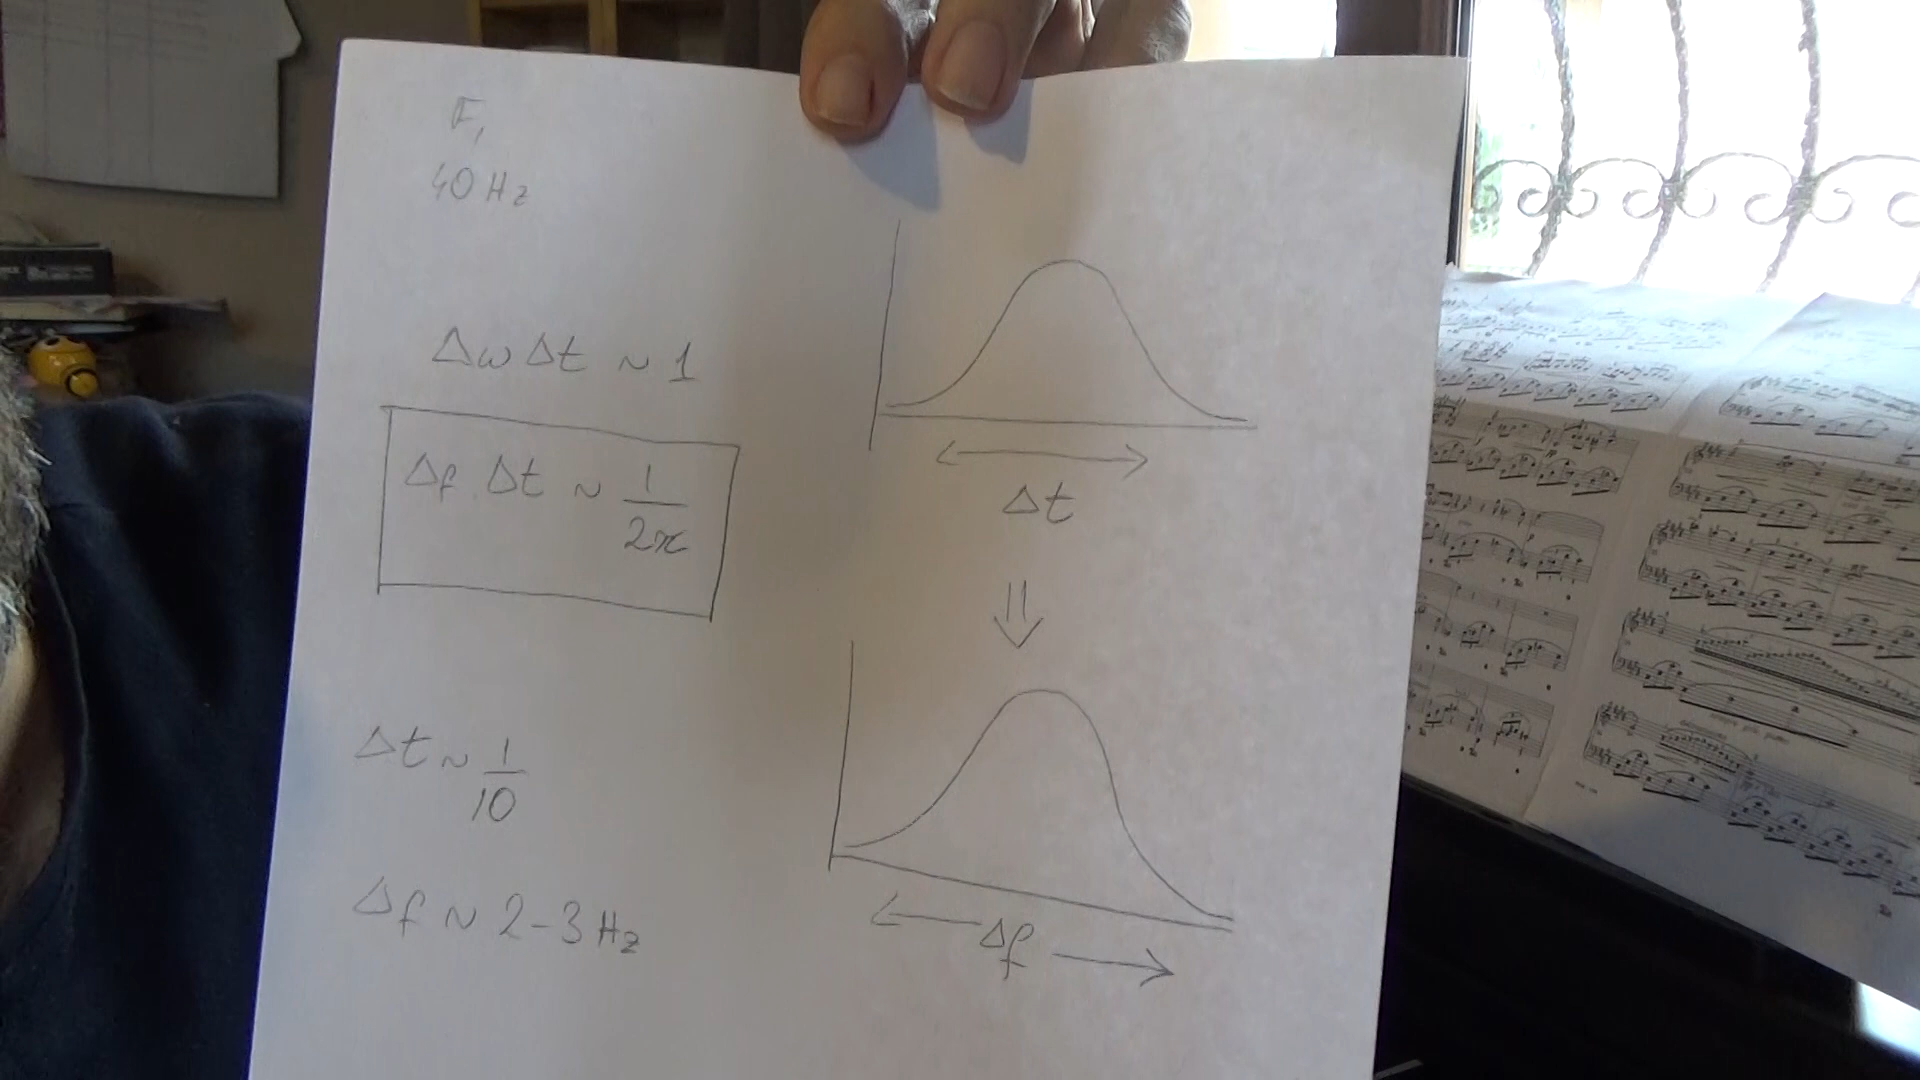 F₁
40 Hz
Δω Δt ~ 1
Δf . Δt ~ 1/2π
Δt
Δt ~ 1/10
Δf ~ 2-3 Hz
Δf